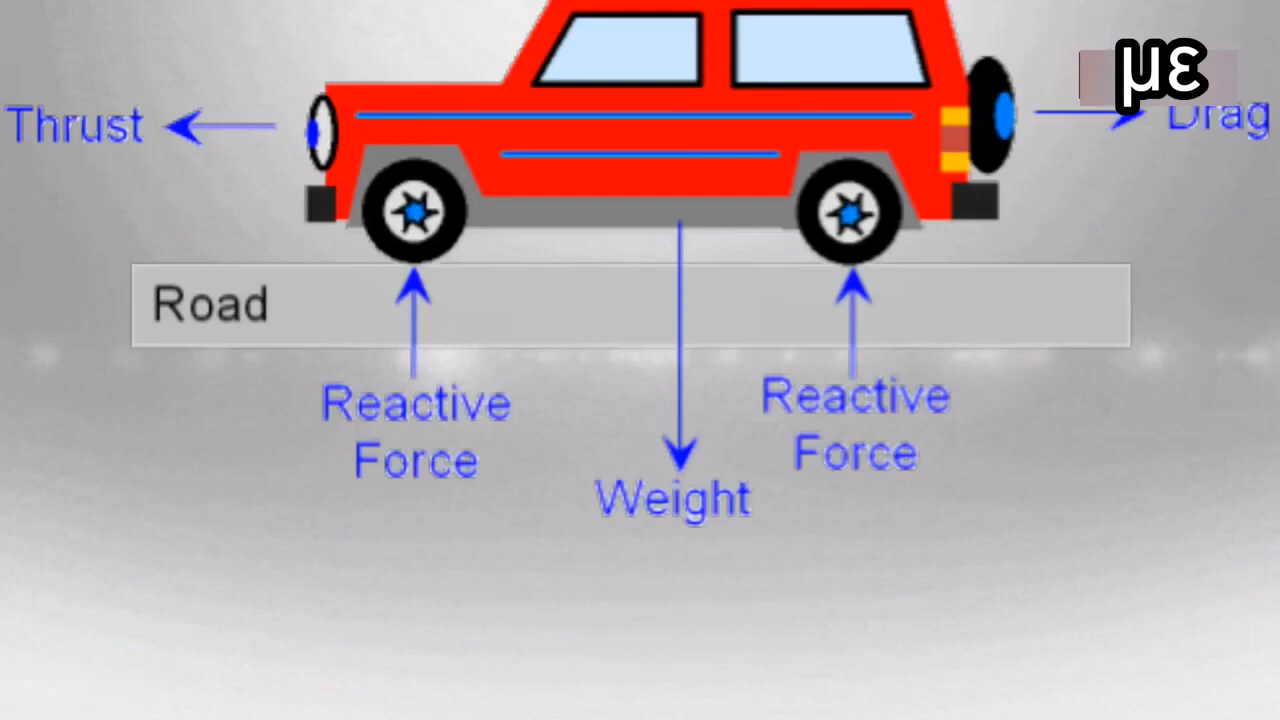 με
Thrust
Drag
Road
Reactive
Force
Reactive
Force
Weight